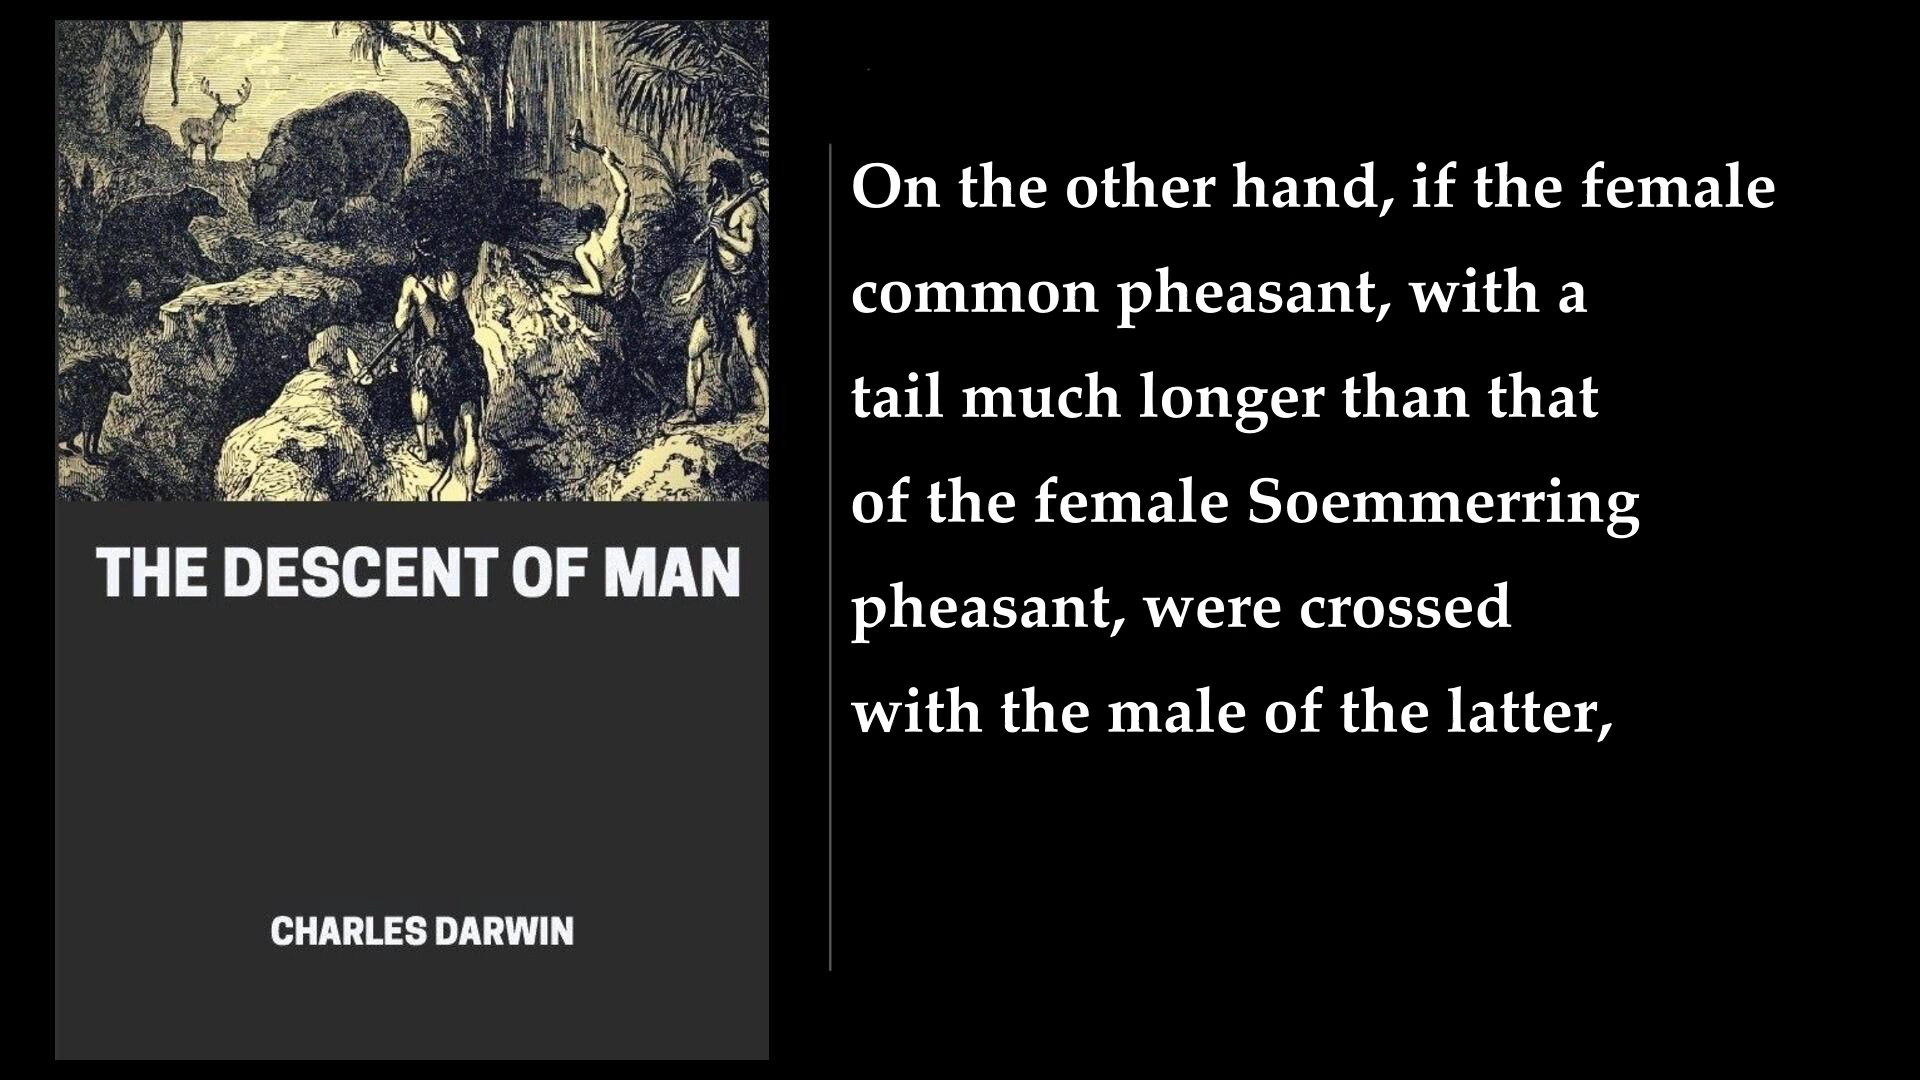 THE DESCENT OF MAN
CHARLES DARWIN
On the other hand, if the female
common pheasant, with a
tail much longer than that
of the female Soemmerring
pheasant, were crossed
with the male of the latter,